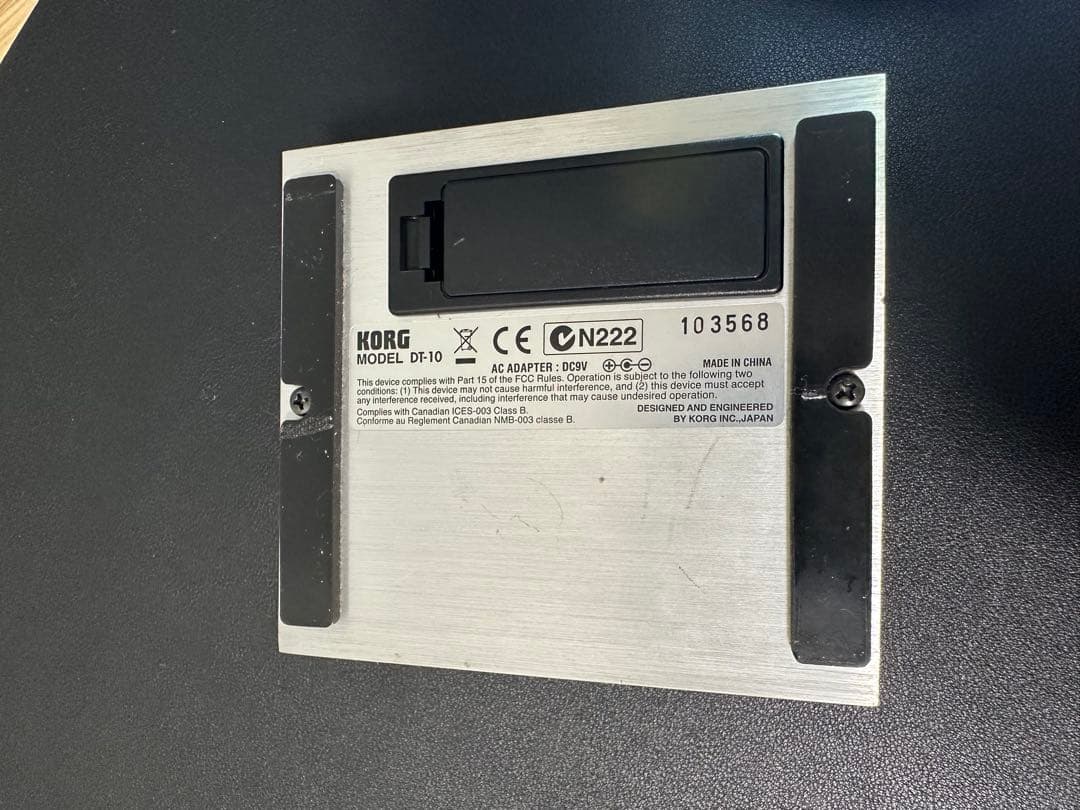 KORG
MODEL DT-10
CE
N222
103568
AC ADAPTER : DC9V
MADE IN CHINA
This device complies with Part 15 of the FCC Rules. Operation is subject to the following two
conditions: (1) This device may not cause harmful interference, and (2) this device must accept
any interference received, including interference that may cause undesired operation.
Complies with Canadian ICES-003 Class B.
Conforme au Reglement Canadian NMB-003 classe B.
DESIGNED AND ENGINEERED
BY KORG INC.,JAPAN